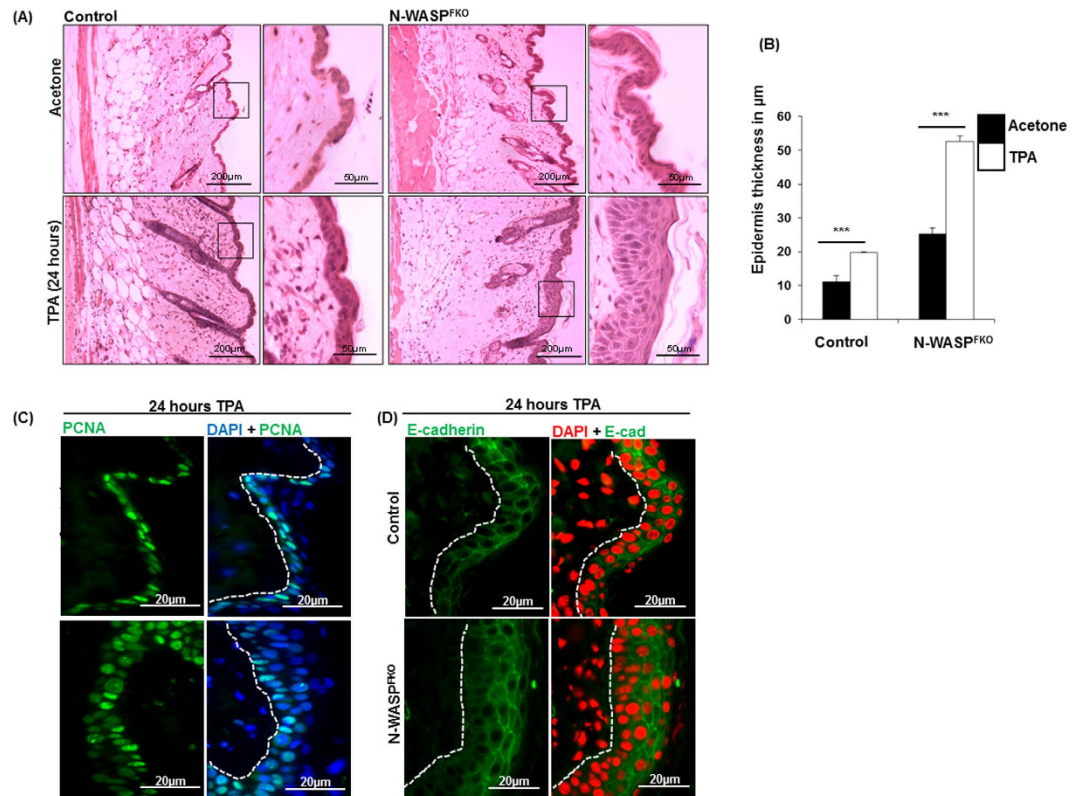 (A)
Control
N-WASPFKO
Acetone
200µm
50µm
200µm
50µm
TPA (24 hours)
200µm
50µm
200µm
50µm
(B)
***
***
Acetone
TPA
Epidermis thickness in µm
60
50
40
30
20
10
0
Control
N-WASPFKO
(C)
24 hours TPA
PCNA
DAPI + PCNA
20µm
20µm
20µm
20µm
(D)
24 hours TPA
E-cadherin
DAPI + E-cad
Control
20µm
20µm
N-WASPFKO
20µm
20µm